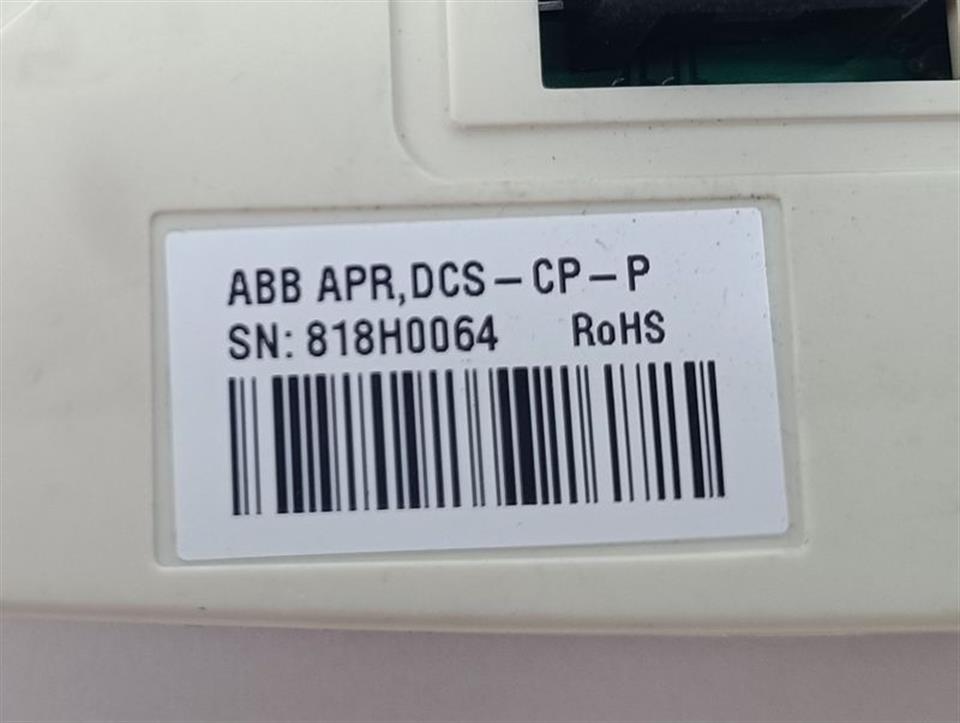 ABB APR,DCS-CP-P
SN: 818H0064 RoHS